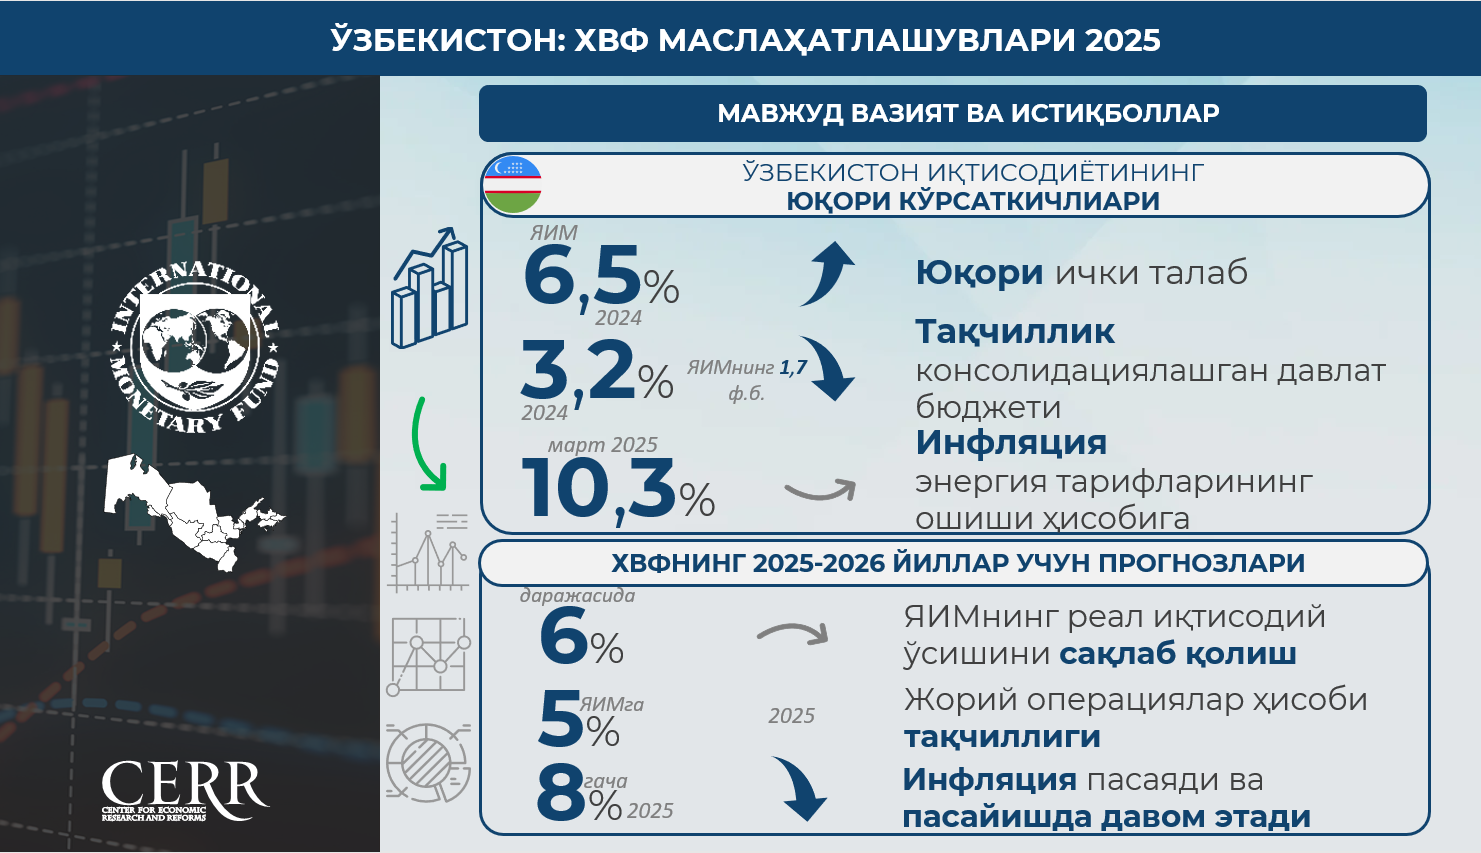 ЎЗБЕКИСТОН: ХВФ МАСЛАҲАТЛАШУВЛАРИ 2025
МАВЖУД ВАЗИЯТ ВА ИСТИҚБОЛЛАР
ЎЗБЕКИСТОН ИҚТИСОДИЁТИНИНГ
ЮҚОРИ КЎРСАТКИЧЛИАРИ
ЯИМ
6,5%
2024
Юқори ички талаб
3,2%
2024
ЯИМнинг 1,7
ф.б.
Тақчиллик
консолидациялашган давлат
бюджети
март 2025
10,3%
Инфляция
энергия тарифларининг
ошиши ҳисобига
ХВФНИНГ 2025-2026 ЙИЛЛАР УЧУН ПРОГНОЗЛАРИ
даражасида
6%
ЯИМнинг реал иқтисодий
ўсишини сақлаб қолиш
5%
ЯИМга
2025
Жорий операциялар ҳисоби
тақчиллиги
8%
гача
2025
Инфляция пасаяди ва
пасайишда давом этади
INTERNATIONAL
MONETARY FUND
CERR
CENTER FOR ECONOMIC
RESEARCH AND REFORMS